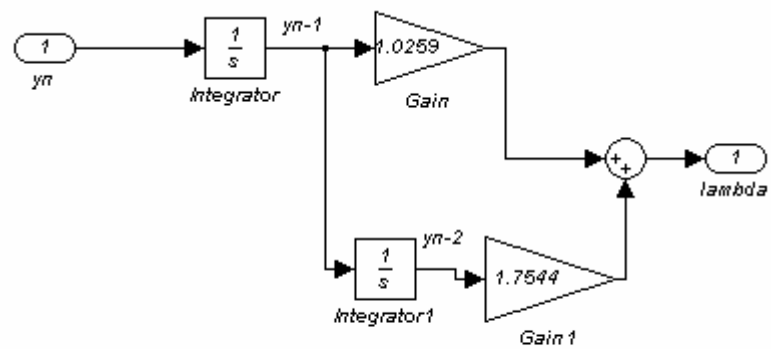 1
yn
1
s
Integrator
yn-1
1.0259
Gain
1
s
Integrator1
yn-2
1.7544
Gain1
+
+
1
lambda